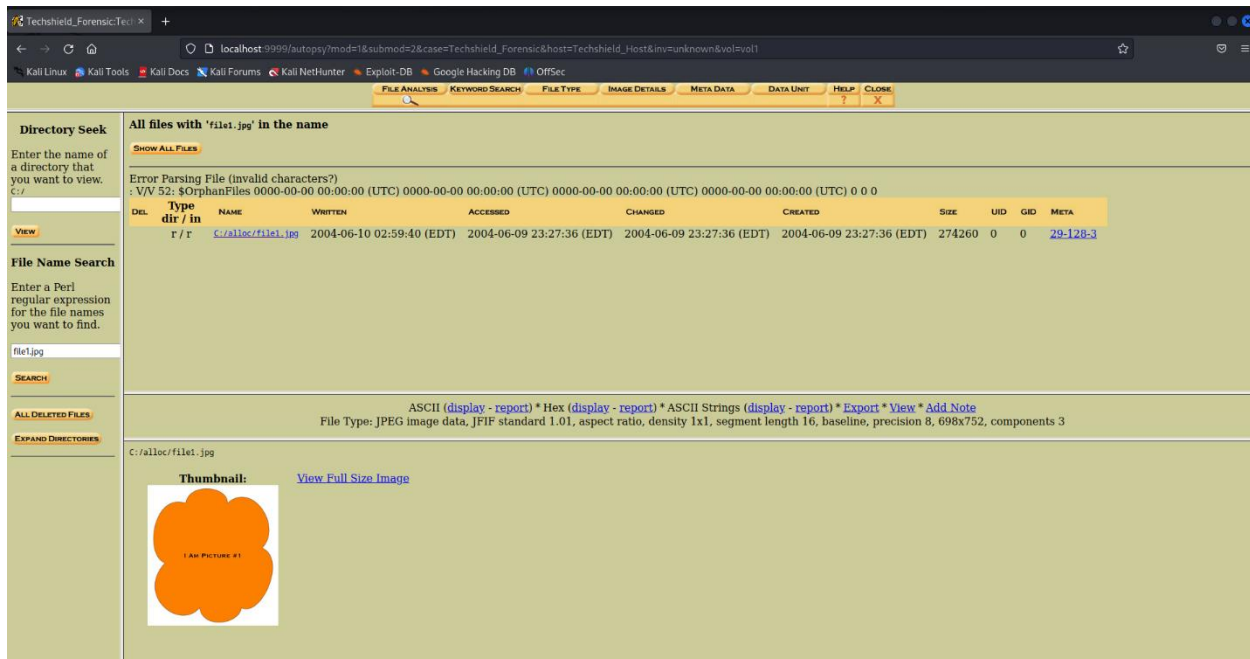 Techshield_Forensic:Tech
localhost:9999/autopsy?mod=1&submod=2&case=Techshield_Forensic&host=Techshield_Host&inv=unknown&vol=vol1
Kali Linux Kali Tools Kali Docs Kali Forums Kali NetHunter Exploit-DB Google Hacking DB OffSec
FILE ANALYSIS KEYWORD SEARCH FILE TYPE IMAGE DETAILS META DATA DATA UNIT HELP CLOSE
? X
Directory Seek
Enter the name of
a directory that
you want to view.
C:/
VIEW
File Name Search
Enter a Perl
regular expression
for the file names
you want to find.
file1.jpg
SEARCH
ALL DELETED FILES
EXPAND DIRECTORIES
All files with 'file1.jpg' in the name
SHOW ALL FILES
Error Parsing File (invalid characters?)
: V/V 52: $OrphanFiles 0000-00-00 00:00:00 (UTC) 0000-00-00 00:00:00 (UTC) 0000-00-00 00:00:00 (UTC) 0000-00-00 00:00:00 (UTC) 0 0 0
DEL Type dir / in NAME WRITTEN ACCESSED CHANGED CREATED SIZE UID GID META
r / r C:/alloc/file1.jpg 2004-06-10 02:59:40 (EDT) 2004-06-09 23:27:36 (EDT) 2004-06-09 23:27:36 (EDT) 2004-06-09 23:27:36 (EDT) 274260 0 0 29-128-3
ASCII (display - report) * Hex (display - report) * ASCII Strings (display - report) * Export * View * Add Note
File Type: JPEG image data, JFIF standard 1.01, aspect ratio, density 1x1, segment length 16, baseline, precision 8, 698x752, components 3
C:/alloc/file1.jpg
Thumbnail: View Full Size Image
I AM PICTURE #1